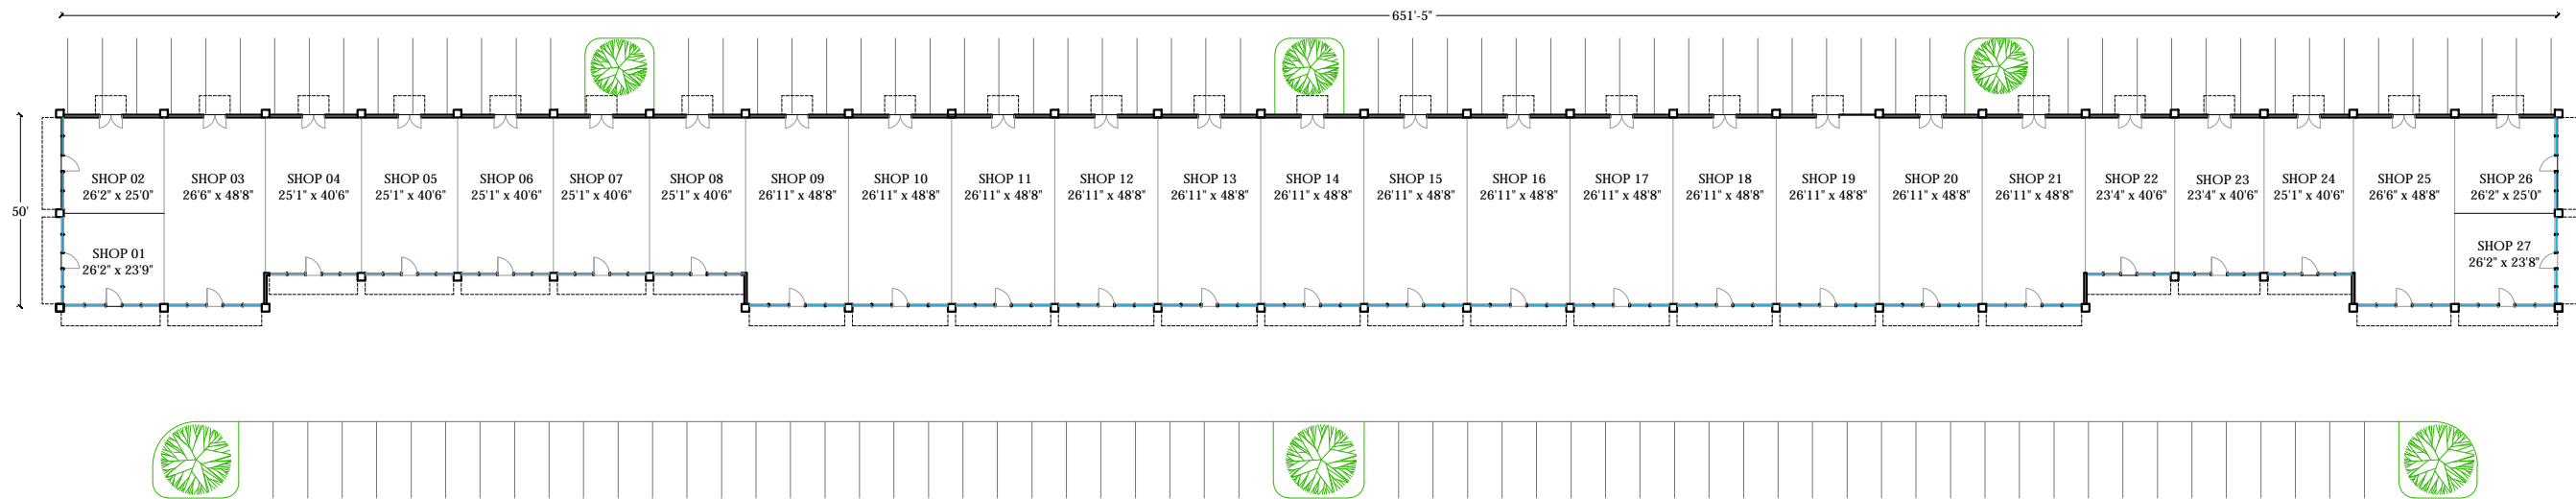 651'-5"
50'
SHOP 02
26'2" x 25'0"
SHOP 01
26'2" x 23'9"
SHOP 03
26'6" x 48'8"
SHOP 04
25'1" x 40'6"
SHOP 05
25'1" x 40'6"
SHOP 06
25'1" x 40'6"
SHOP 07
25'1" x 40'6"
SHOP 08
25'1" x 40'6"
SHOP 09
26'11" x 48'8"
SHOP 10
26'11" x 48'8"
SHOP 11
26'11" x 48'8"
SHOP 12
26'11" x 48'8"
SHOP 13
26'11" x 48'8"
SHOP 14
26'11" x 48'8"
SHOP 15
26'11" x 48'8"
SHOP 16
26'11" x 48'8"
SHOP 17
26'11" x 48'8"
SHOP 18
26'11" x 48'8"
SHOP 19
26'11" x 48'8"
SHOP 20
26'11" x 48'8"
SHOP 21
26'11" x 48'8"
SHOP 22
23'4" x 40'6"
SHOP 23
23'4" x 40'6"
SHOP 24
25'1" x 40'6"
SHOP 25
26'6" x 48'8"
SHOP 26
26'2" x 25'0"
SHOP 27
26'2" x 23'8"